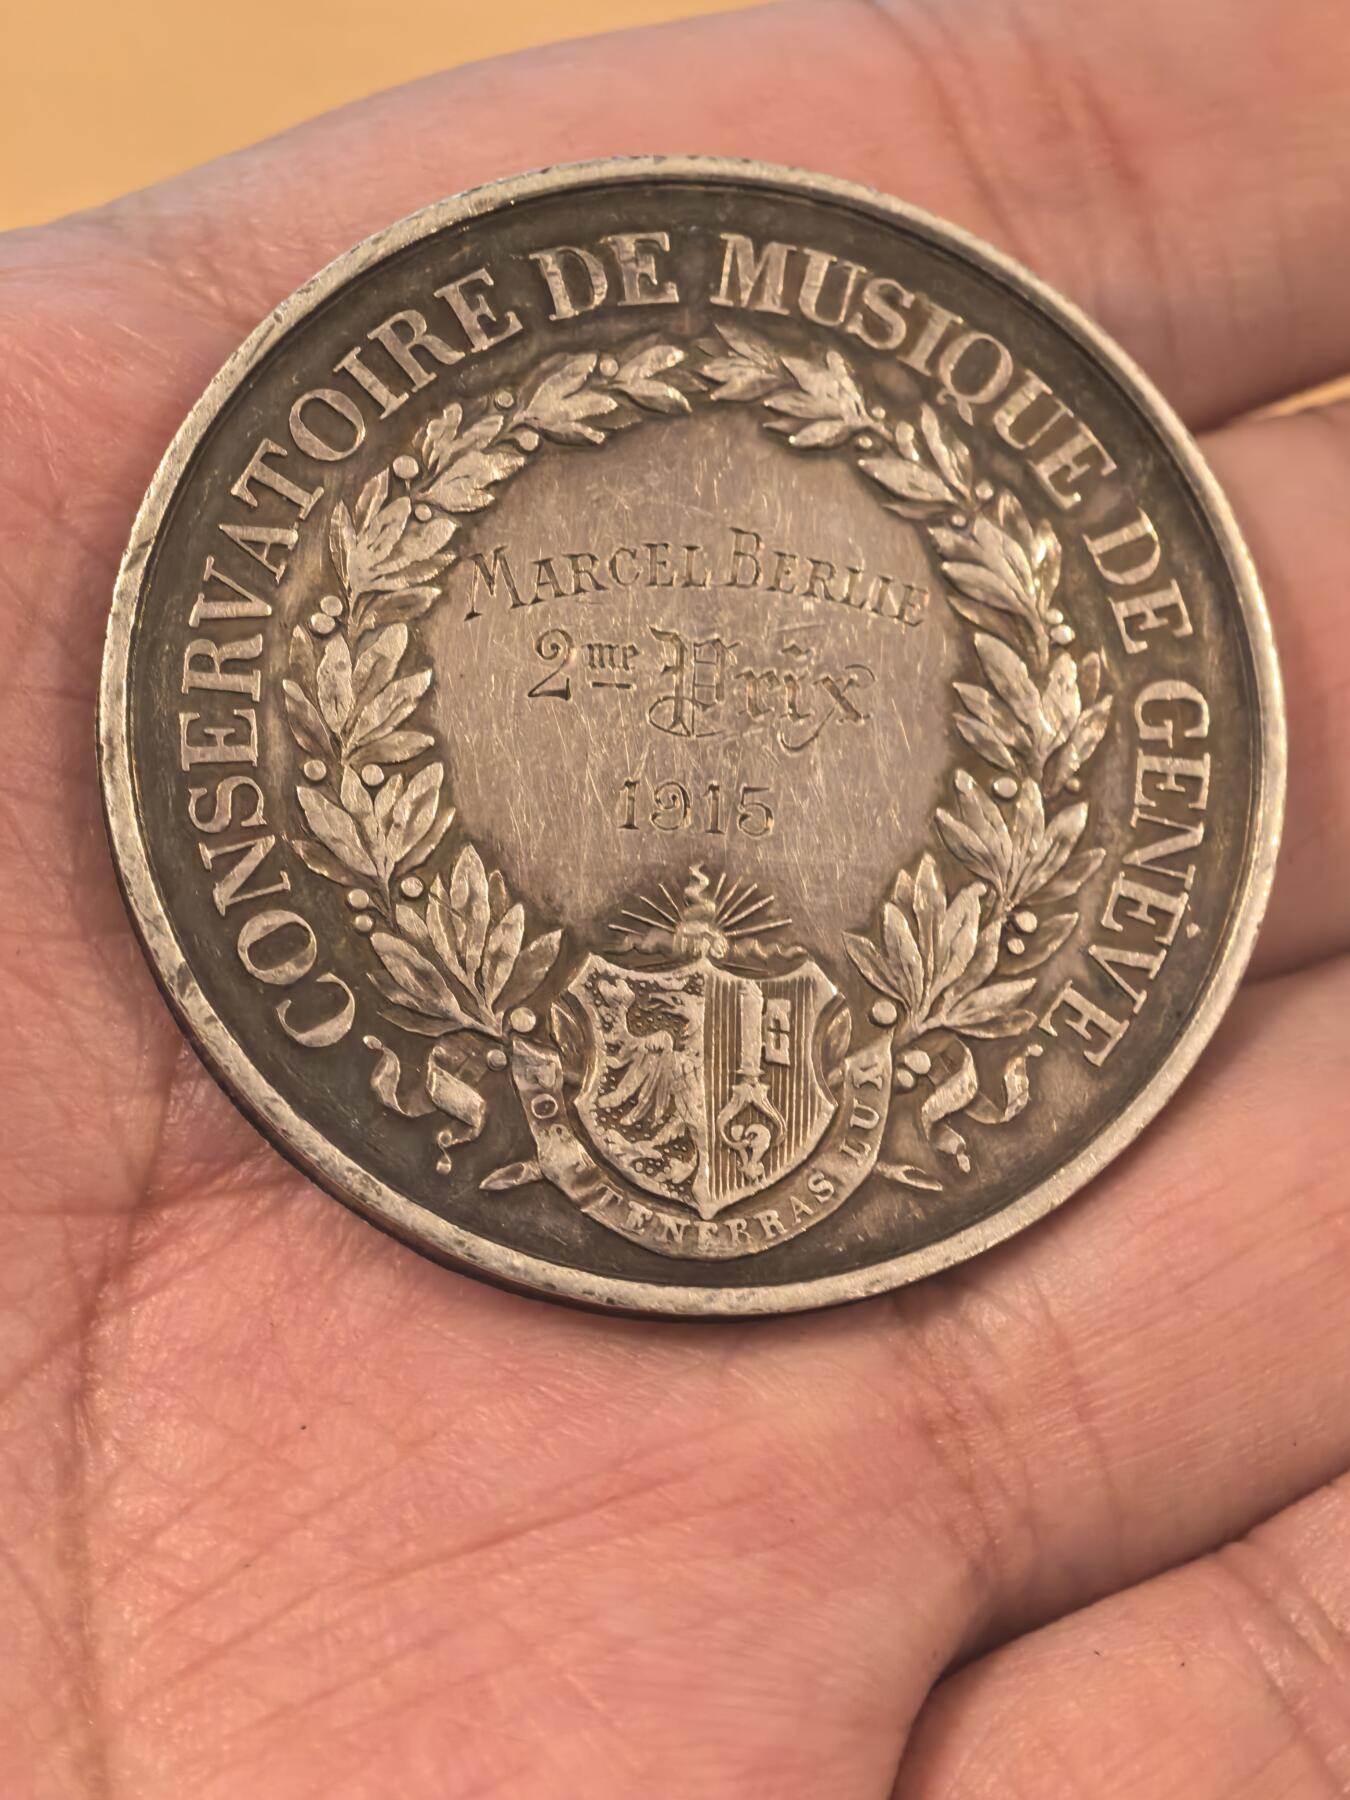 CONSERVATOIRE DE MUSIQUE DE GENÈVE
MARCEL BERLIE
2me Prix
1915
POST TENEBRAS LUX